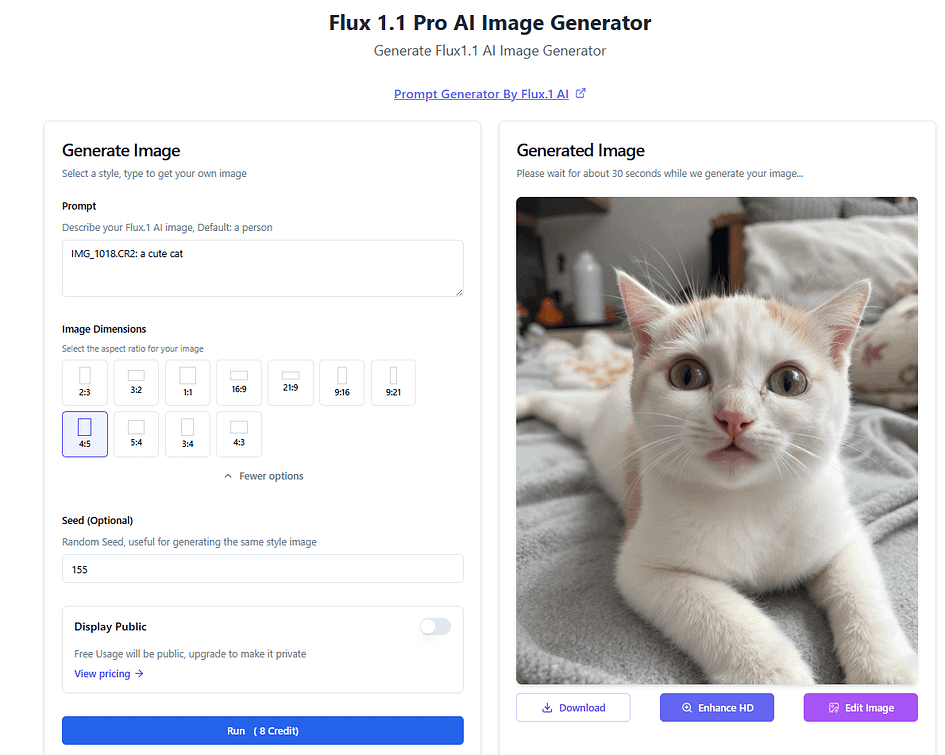 Flux 1.1 Pro AI Image Generator
Generate Flux1.1 AI Image Generator
Prompt Generator By Flux.1 AI
Generate Image
Select a style, type to get your own image
Prompt
Describe your Flux.1 AI image, Default: a person
IMG_1018.CR2: a cute cat
Image Dimensions
Select the aspect ratio for your image
2:3 3:2 1:1 16:9 21:9 9:16 9:21
4:5 5:4 3:4 4:3
Fewer options
Seed (Optional)
Random Seed, useful for generating the same style image
155
Display Public
Free Usage will be public, upgrade to make it private
View pricing →
Run ( 8 Credit)
Generated Image
Please wait for about 30 seconds while we generate your image...
Download Enhance HD Edit Image